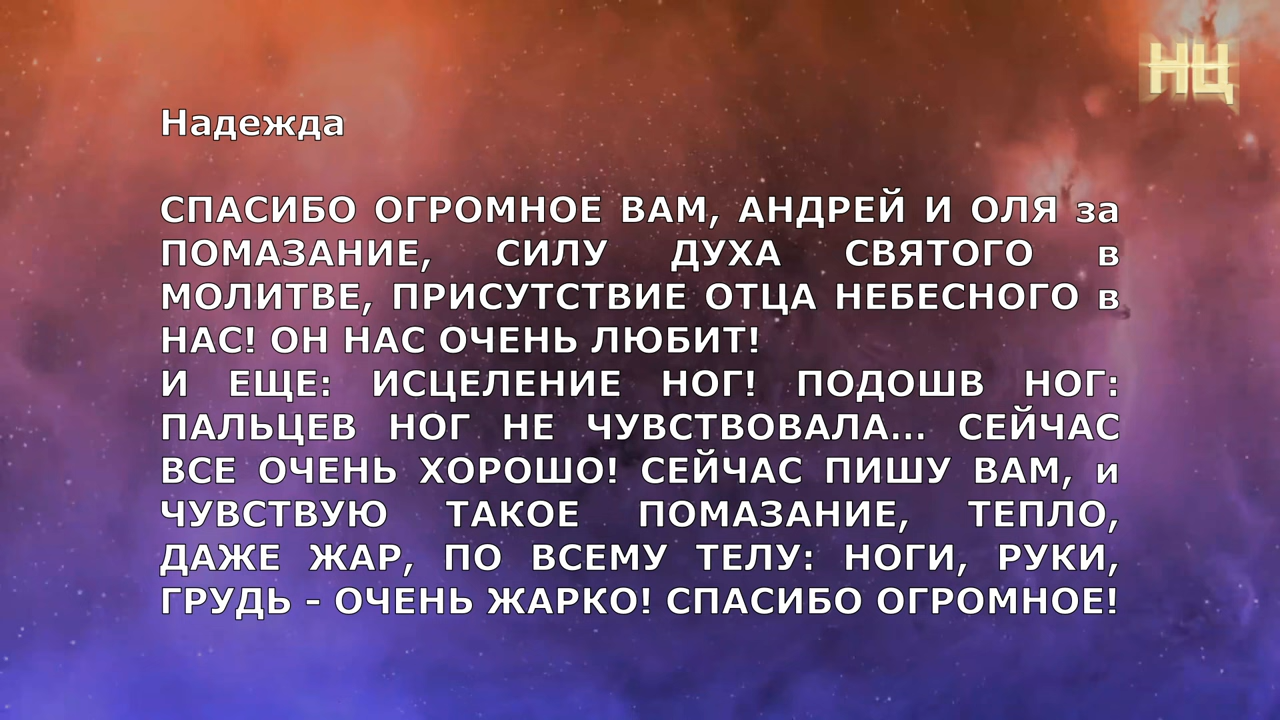 НЦ
Надежда
СПАСИБО ОГРОМНОЕ ВАМ, АНДРЕЙ И ОЛЯ за
ПОМАЗАНИЕ, СИЛУ ДУХА СВЯТОГО в
МОЛИТВЕ, ПРИСУТСТВИЕ ОТЦА НЕБЕСНОГО в
НАС! ОН НАС ОЧЕНЬ ЛЮБИТ!
И ЕЩЕ: ИСЦЕЛЕНИЕ НОГ! ПОДОШВ НОГ:
ПАЛЬЦЕВ НОГ НЕ ЧУВСТВОВАЛА... СЕЙЧАС
ВСЕ ОЧЕНЬ ХОРОШО! СЕЙЧАС ПИШУ ВАМ, и
ЧУВСТВУЮ ТАКОЕ ПОМАЗАНИЕ, ТЕПЛО,
ДАЖЕ ЖАР, ПО ВСЕМУ ТЕЛУ: НОГИ, РУКИ,
ГРУДЬ - ОЧЕНЬ ЖАРКО! СПАСИБО ОГРОМНОЕ!